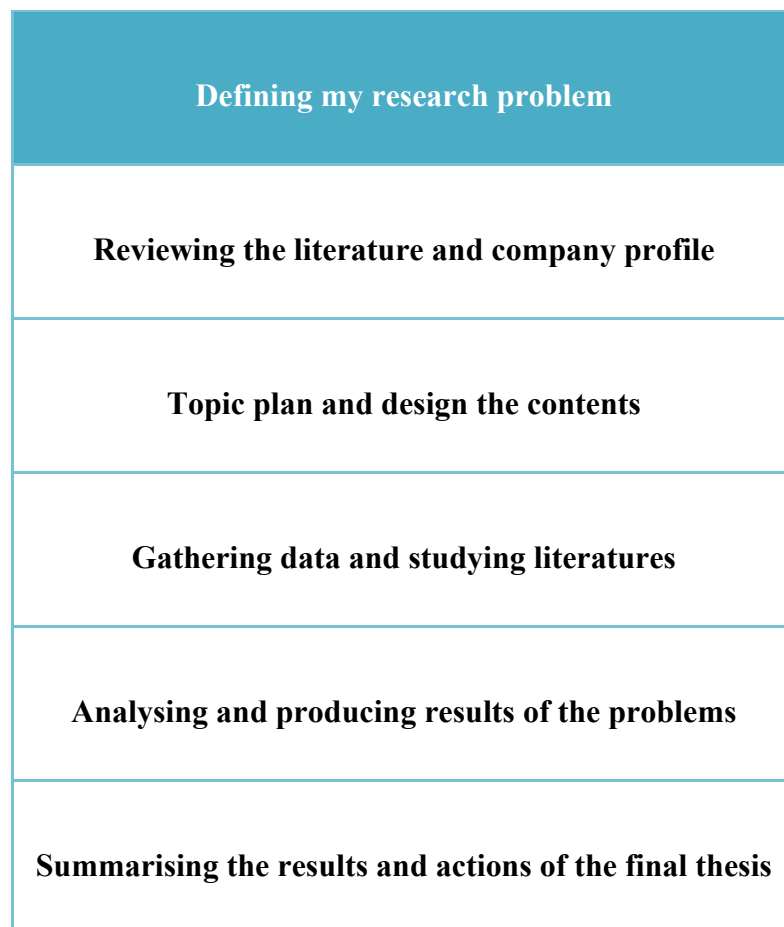 Defining my research problem
Reviewing the literature and company profile
Topic plan and design the contents
Gathering data and studying literatures
Analysing and producing results of the problems
Summarising the results and actions of the final thesis